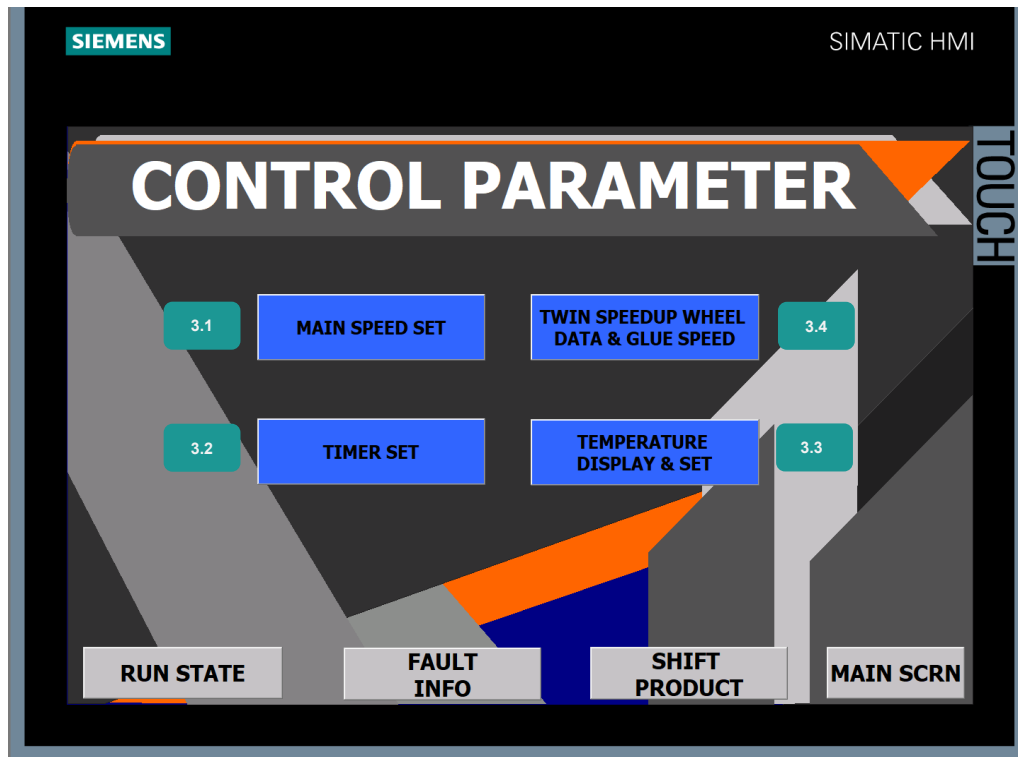 SIEMENS
SIMATIC HMI
TOUCH
CONTROL PARAMETER
3.1
MAIN SPEED SET
TWIN SPEEDUP WHEEL
DATA & GLUE SPEED
3.4
3.2
TIMER SET
TEMPERATURE
DISPLAY & SET
3.3
RUN STATE
FAULT
INFO
SHIFT
PRODUCT
MAIN SCRN